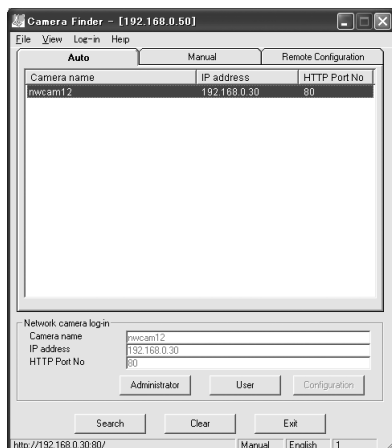 Camera Finder - [192.168.0.50]
File View Log-in Help
Auto Manual Remote Configuration
Camera name IP address HTTP Port No
nwcam12 192.168.0.30 80
Network camera log-in
Camera name nwcam12
IP address 192.168.0.30
HTTP Port No 80
Administrator User Configuration
Search Clear Exit
http://192.168.0.30:80/ Manual English 1